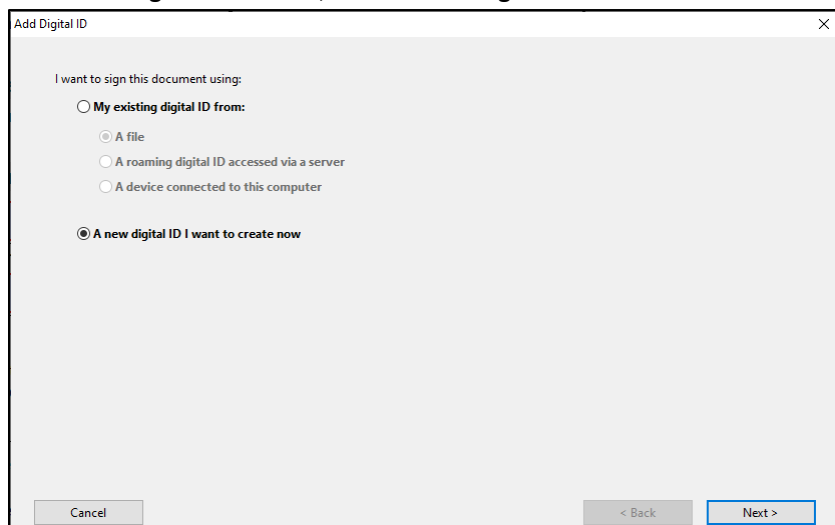 Add Digital ID
I want to sign this document using:
My existing digital ID from:
A file
A roaming digital ID accessed via a server
A device connected to this computer
A new digital ID I want to create now
Cancel
< Back
Next >